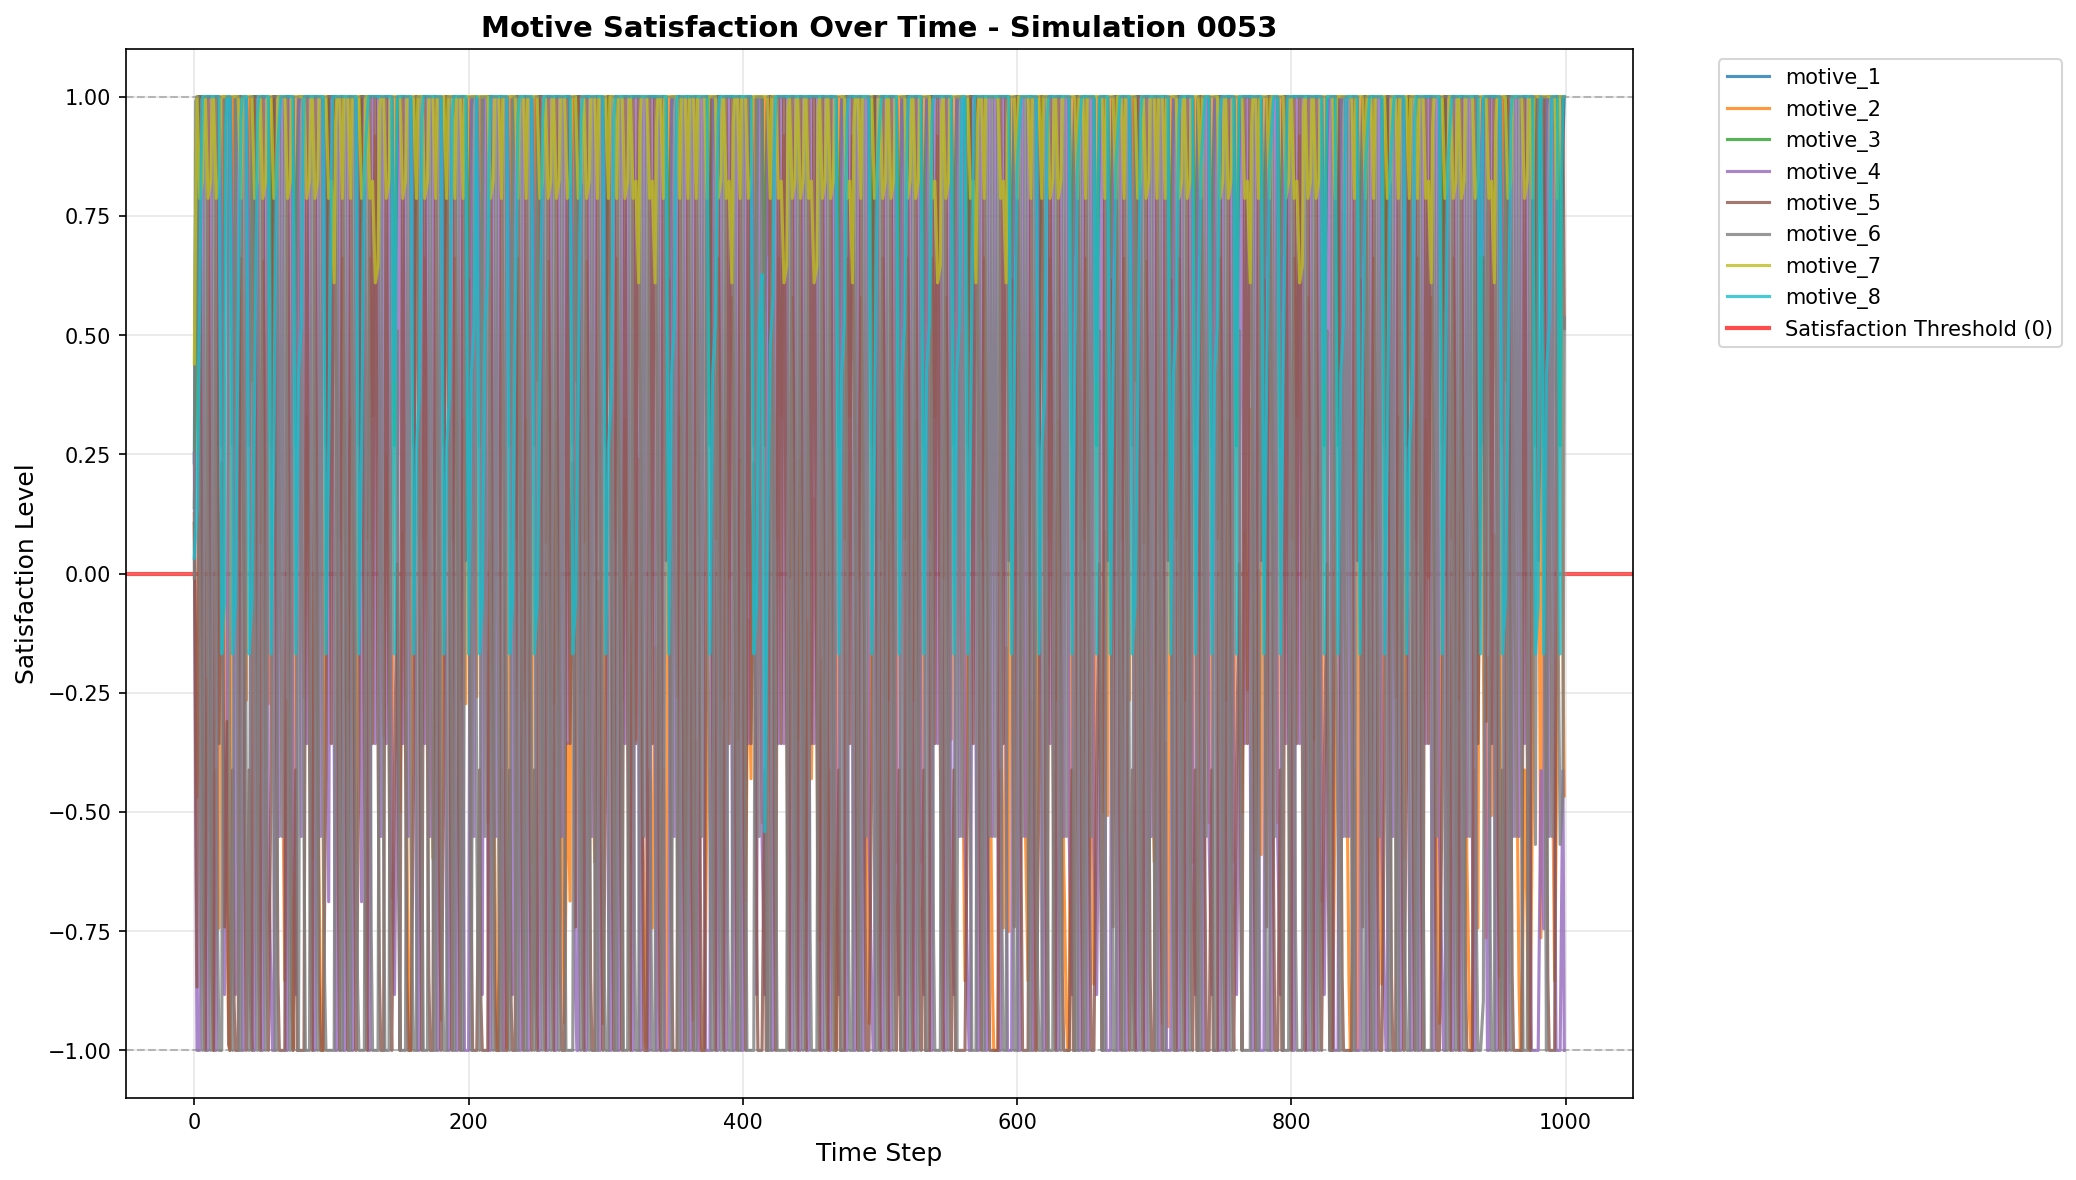 Motive Satisfaction Over Time - Simulation 0053
1.00
0.75
0.50
0.25
0.00
−0.25
−0.50
−0.75
−1.00
Satisfaction Level
0 200 400 600 800 1000
Time Step
motive_1
motive_2
motive_3
motive_4
motive_5
motive_6
motive_7
motive_8
Satisfaction Threshold (0)